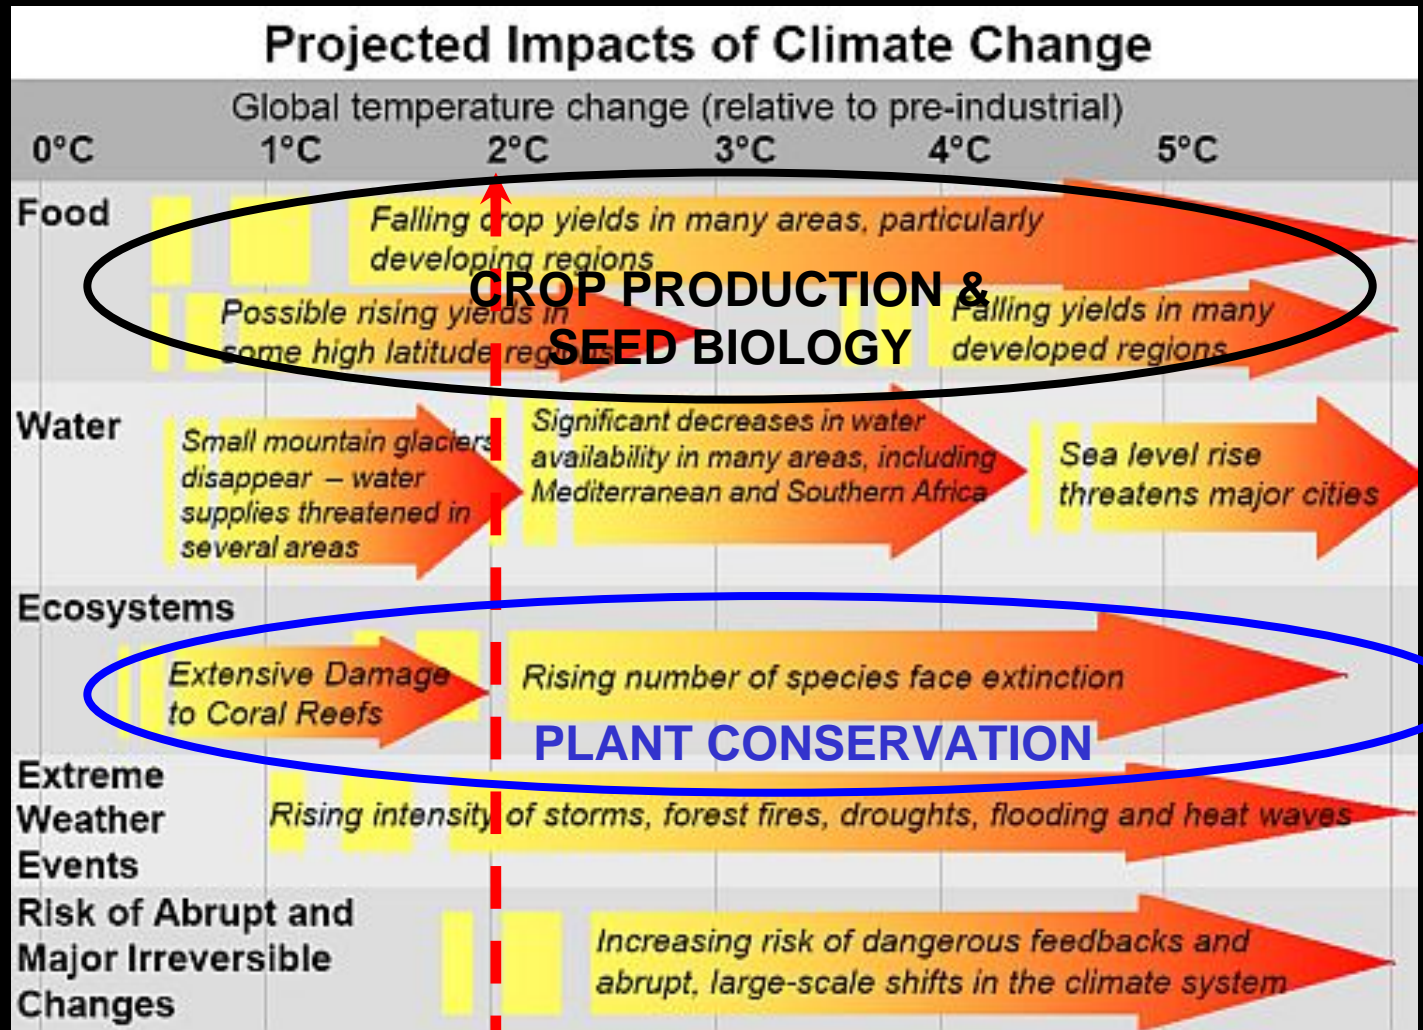 Projected Impacts of Climate Change
Global temperature change (relative to pre-industrial)
0°C 1°C 2°C 3°C 4°C 5°C
Food
Falling crop yields in many areas, particularly
developing regions
CROP PRODUCTION &
SEED BIOLOGY
Possible rising yields in
some high latitude regions
Falling yields in many
developed regions
Water
Small mountain glaciers
disappear – water
supplies threatened in
several areas
Significant decreases in water
availability in many areas, including
Mediterranean and Southern Africa
Sea level rise
threatens major cities
Ecosystems
Extensive Damage
to Coral Reefs
Rising number of species face extinction
PLANT CONSERVATION
Extreme
Weather
Events
Rising intensity of storms, forest fires, droughts, flooding and heat waves
Risk of Abrupt and
Major Irreversible
Changes
Increasing risk of dangerous feedbacks and
abrupt, large-scale shifts in the climate system